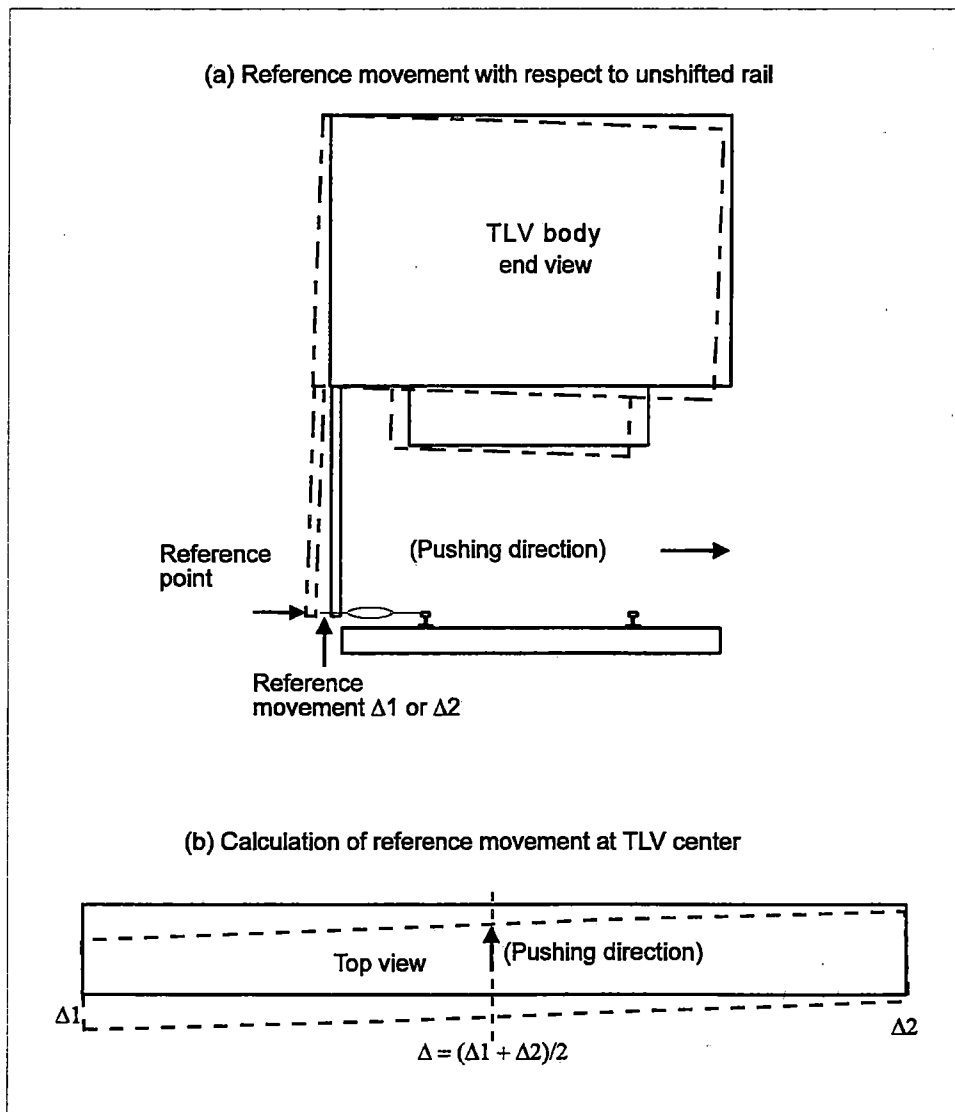 (a) Reference movement with respect to unshifted rail
TLV body
end view
(Pushing direction)
Reference
point
Reference
movement Δ1 or Δ2
(b) Calculation of reference movement at TLV center
Top view
(Pushing direction)
Δ1
Δ2
Δ = (Δ1 + Δ2)/2